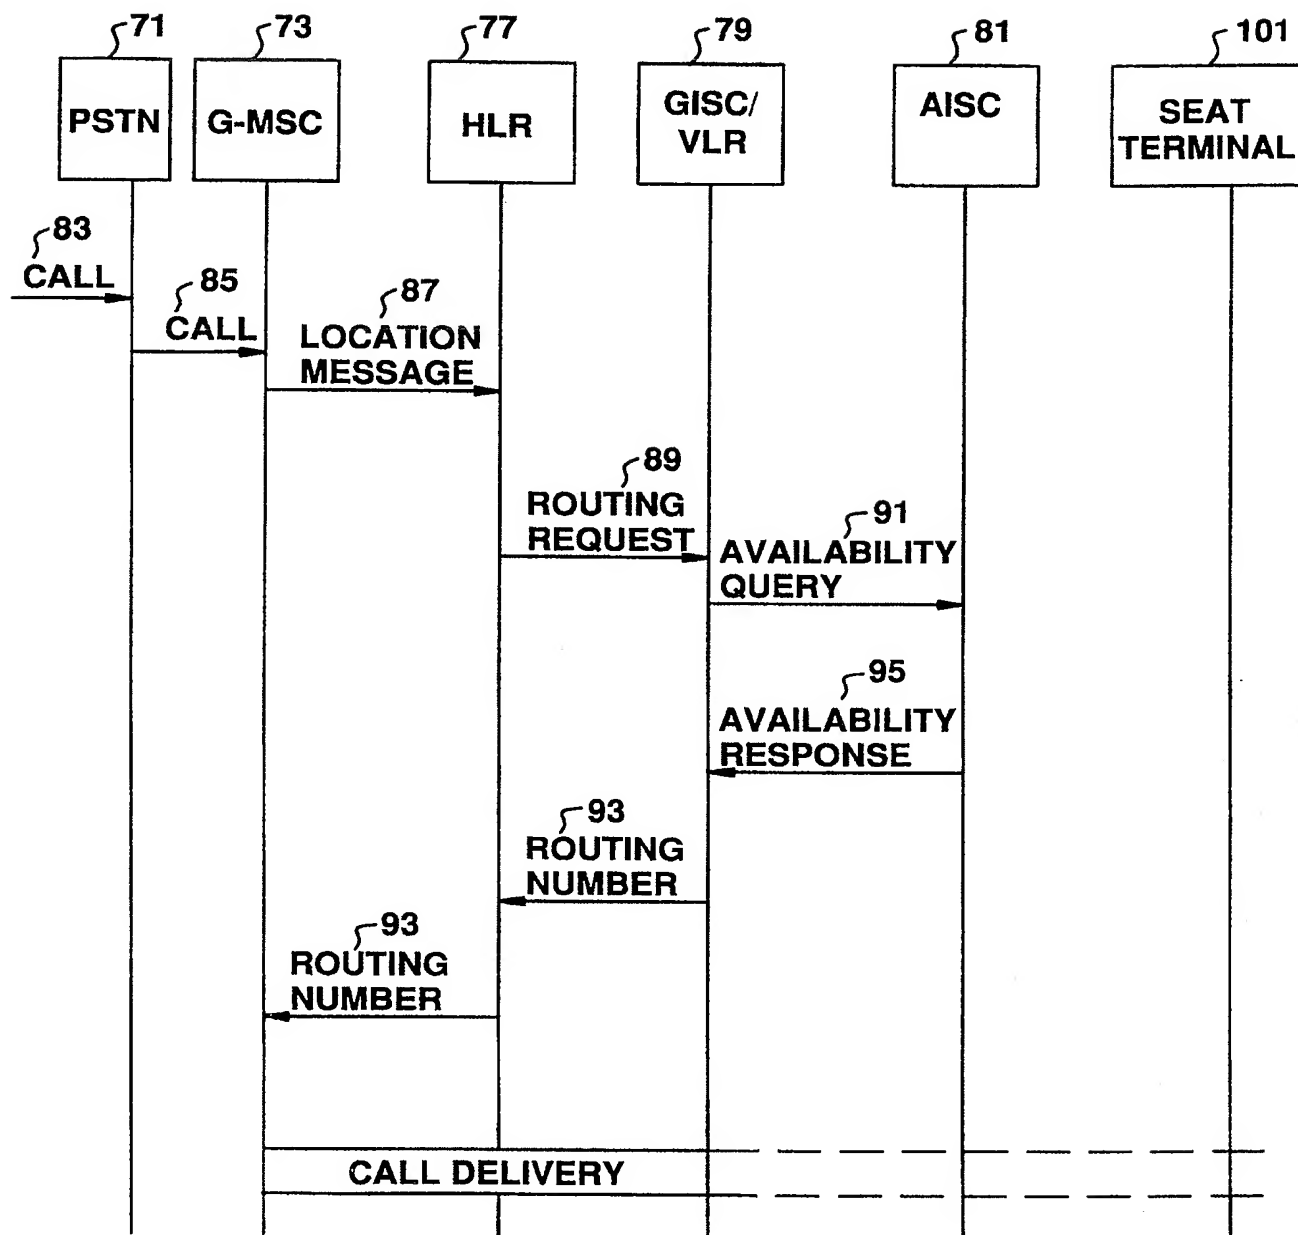 71
73
77
79
81
101
PSTN
G-MSC
HLR
GISC/
VLR
AISC
SEAT
TERMINAL
83
CALL
85
CALL
87
LOCATION
MESSAGE
89
ROUTING
REQUEST
91
AVAILABILITY
QUERY
95
AVAILABILITY
RESPONSE
93
ROUTING
NUMBER
93
ROUTING
NUMBER
CALL DELIVERY